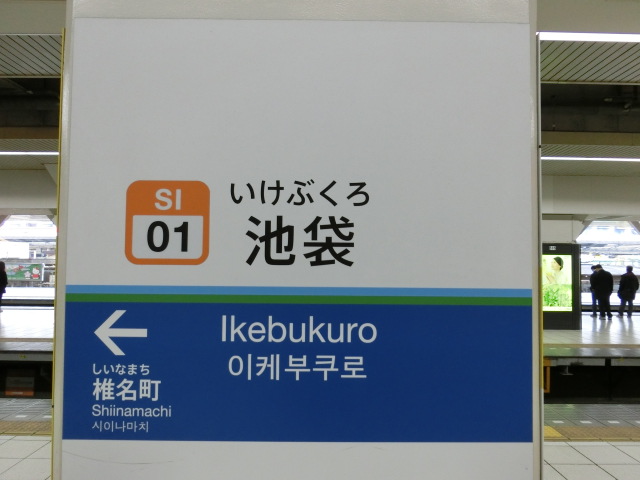 SI
01
いけぶくろ
池袋
Ikebukuro
이케부쿠로
しいなまち
椎名町
Shiinamachi
시이나마치